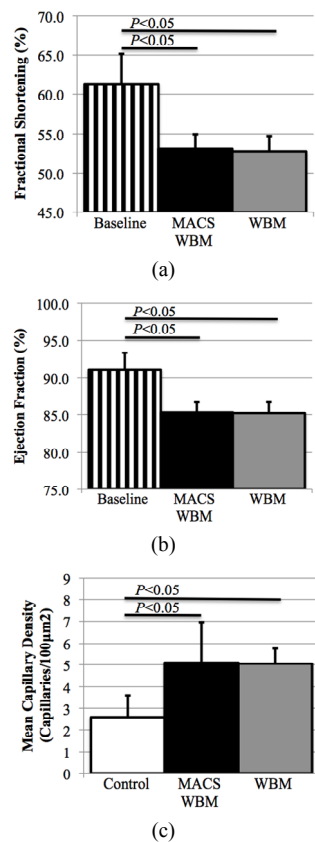 (a)
Fractional Shortening (%)
70.0
65.0
60.0
55.0
50.0
45.0
P<0.05
P<0.05
Baseline
MACS
WBM
WBM
(b)
Ejection Fraction (%)
100.0
95.0
90.0
85.0
80.0
75.0
P<0.05
P<0.05
Baseline
MACS
WBM
WBM
(c)
Mean Capillary Density
(Capillaries/100µm2)
9
8
7
6
5
4
3
2
1
0
P<0.05
P<0.05
Control
MACS
WBM
WBM